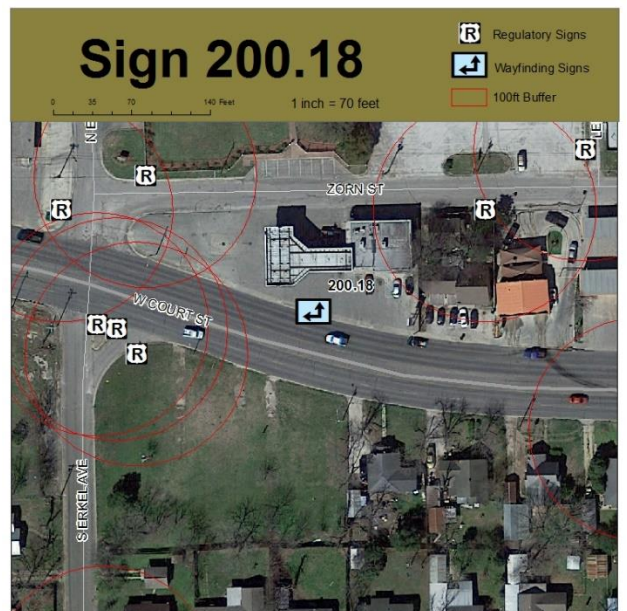 Sign 200.18
R Regulatory Signs
Wayfinding Signs
100ft Buffer
0 35 70 140 Feet
1 inch = 70 feet
N E
LE
R
R
ZORN ST
R
R
200.18
W COURT ST
R
R
R
S ERKEL AVE